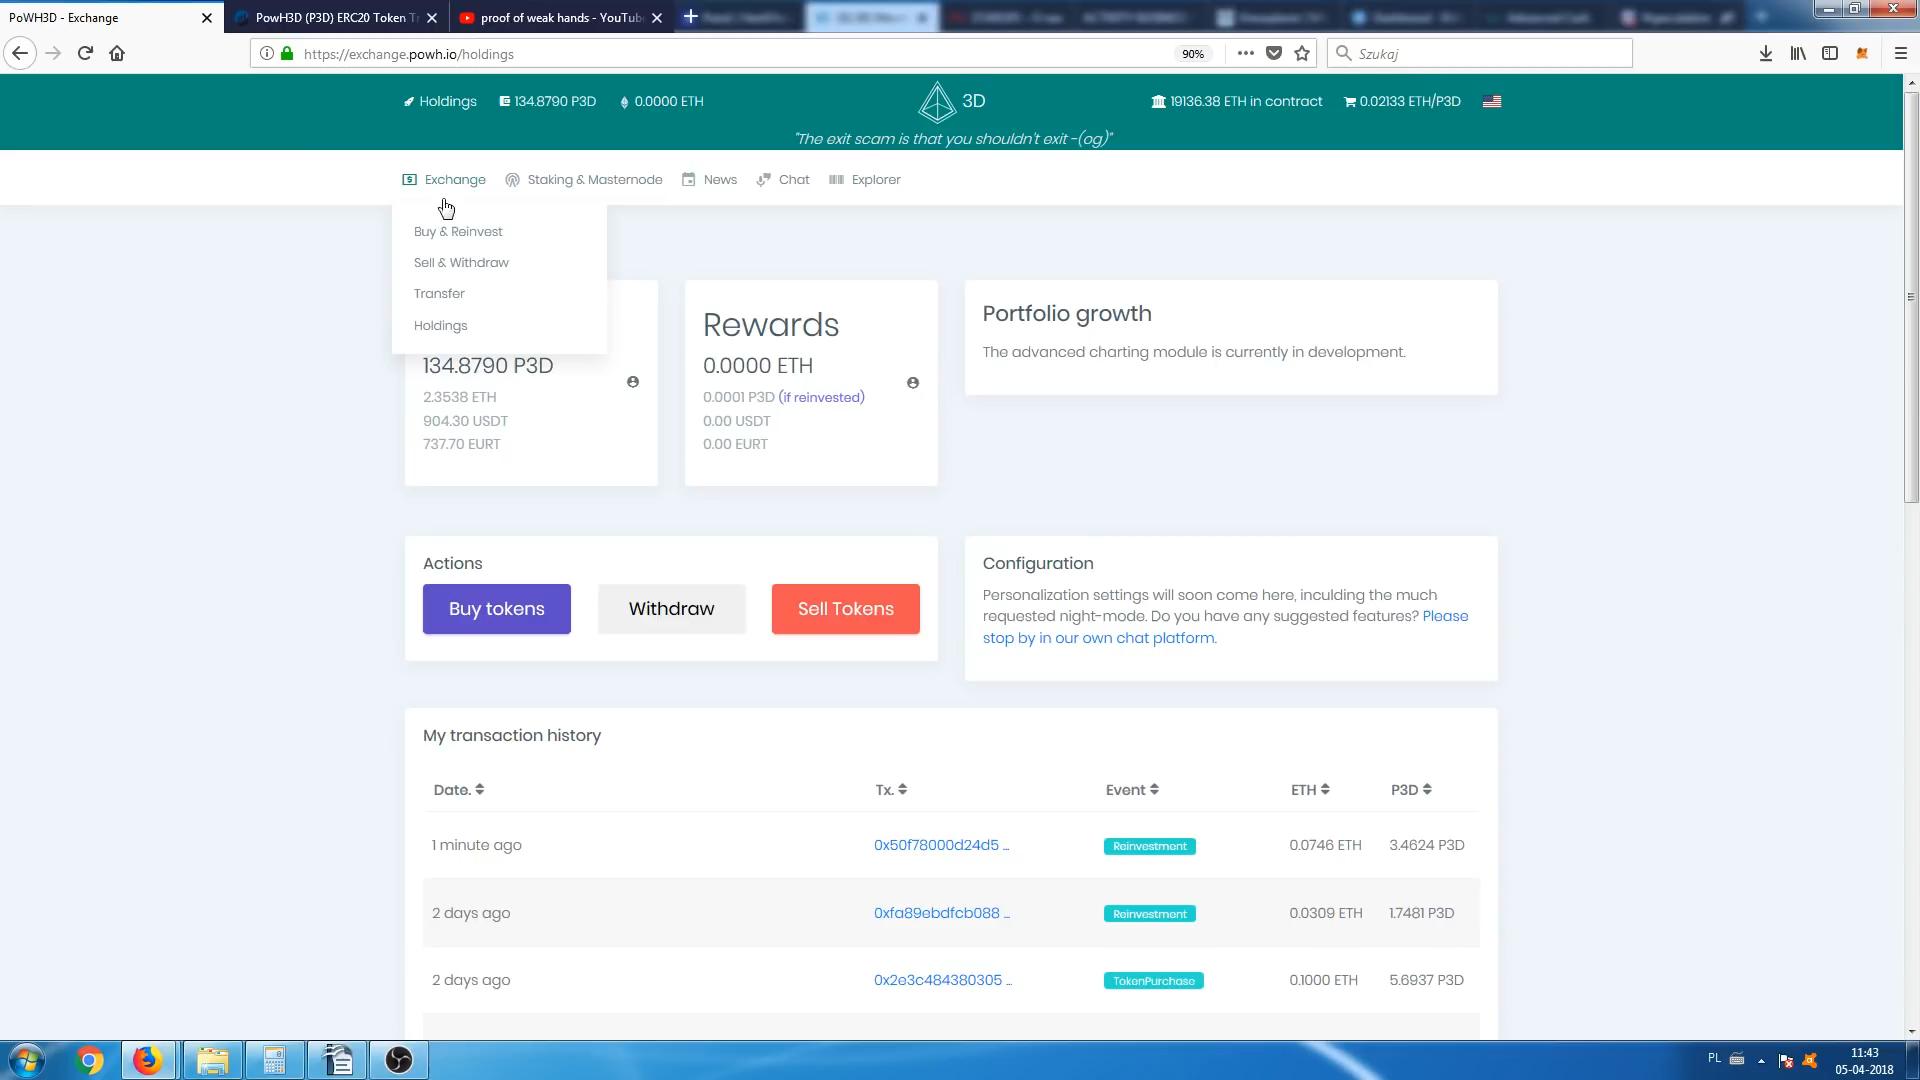 PoWH3D - Exchange
PowH3D (P3D) ERC20 Token T
proof of weak hands - YouTube
https://exchange.powh.io/holdings
90%
Szukaj
Holdings
134.8790 P3D
0.0000 ETH
3D
19136.38 ETH in contract
0.02133 ETH/P3D
"The exit scam is that you shouldn't exit -(og)"
Exchange
Staking & Masternode
News
Chat
Explorer
Buy & Reinvest
Sell & Withdraw
Transfer
Holdings
134.8790 P3D
2.3538 ETH
904.30 USDT
737.70 EURT
Rewards
0.0000 ETH
0.0001 P3D (if reinvested)
0.00 USDT
0.00 EURT
Portfolio growth
The advanced charting module is currently in development.
Actions
Buy tokens
Withdraw
Sell Tokens
Configuration
Personalization settings will soon come here, inculding the much
requested night-mode. Do you have any suggested features? Please
stop by in our own chat platform.
My transaction history
Date. Tx. Event ETH P3D
1 minute ago 0x50f78000d24d5 ... Reinvestment 0.0746 ETH 3.4624 P3D
2 days ago 0xfa89ebdfcb088 ... Reinvestment 0.0309 ETH 1.7481 P3D
2 days ago 0x2e3c484380305 ... TokenPurchase 0.1000 ETH 5.6937 P3D
PL
11:43
05-04-2018